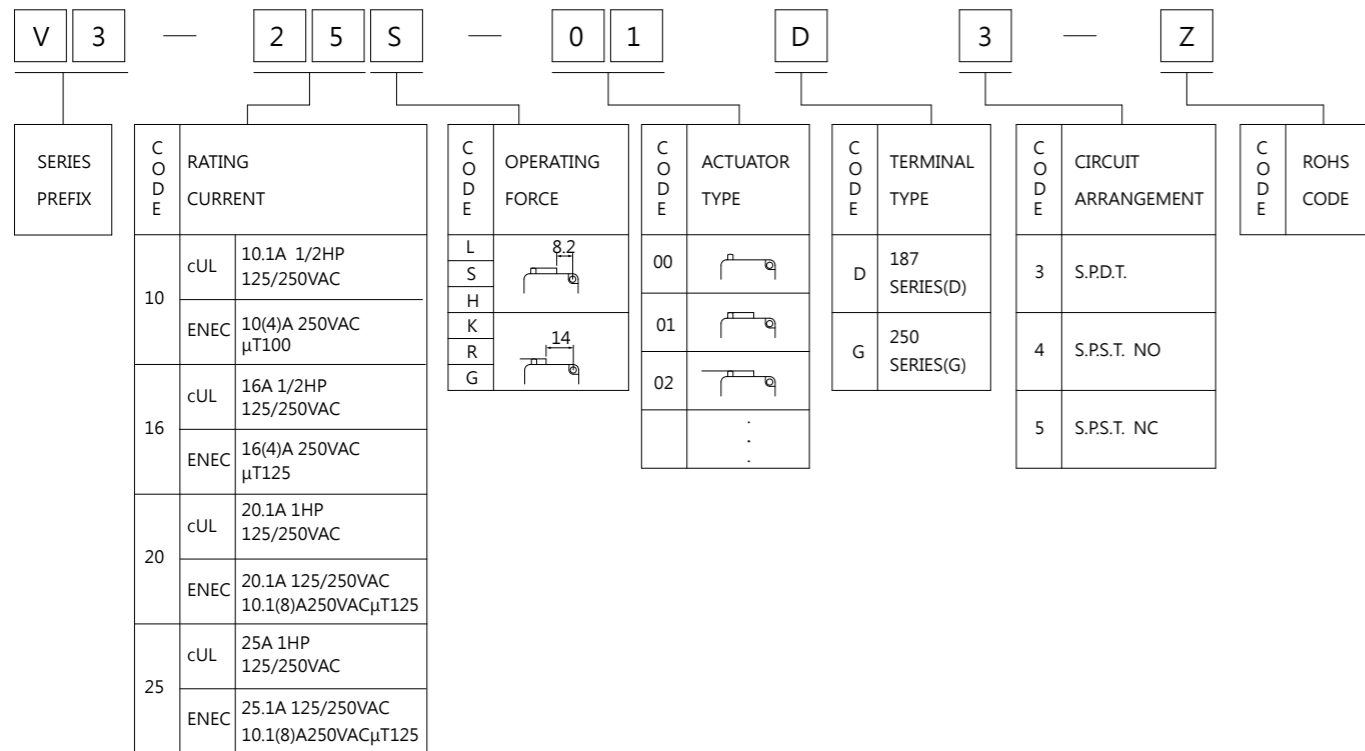 V 3 — 2 5 S — 0 1 D 3 — Z
SERIES
PREFIX
CODE
RATING
CURRENT
10
cUL
10.1A 1/2HP
125/250VAC
ENEC
10(4)A 250VAC
µT100
16
cUL
16A 1/2HP
125/250VAC
ENEC
16(4)A 250VAC
µT125
20
cUL
20.1A 1HP
125/250VAC
ENEC
20.1A 125/250VAC
10.1(8)A250VACµT125
25
cUL
25A 1HP
125/250VAC
ENEC
25.1A 125/250VAC
10.1(8)A250VACµT125
CODE
OPERATING
FORCE
L
S
H
8.2
K
R
G
14
CODE
ACTUATOR
TYPE
00
01
02
.
.
.
CODE
TERMINAL
TYPE
D
187
SERIES(D)
G
250
SERIES(G)
CODE
CIRCUIT
ARRANGEMENT
3
S.P.D.T.
4
S.P.S.T. NO
5
S.P.S.T. NC
CODE
ROHS
CODE